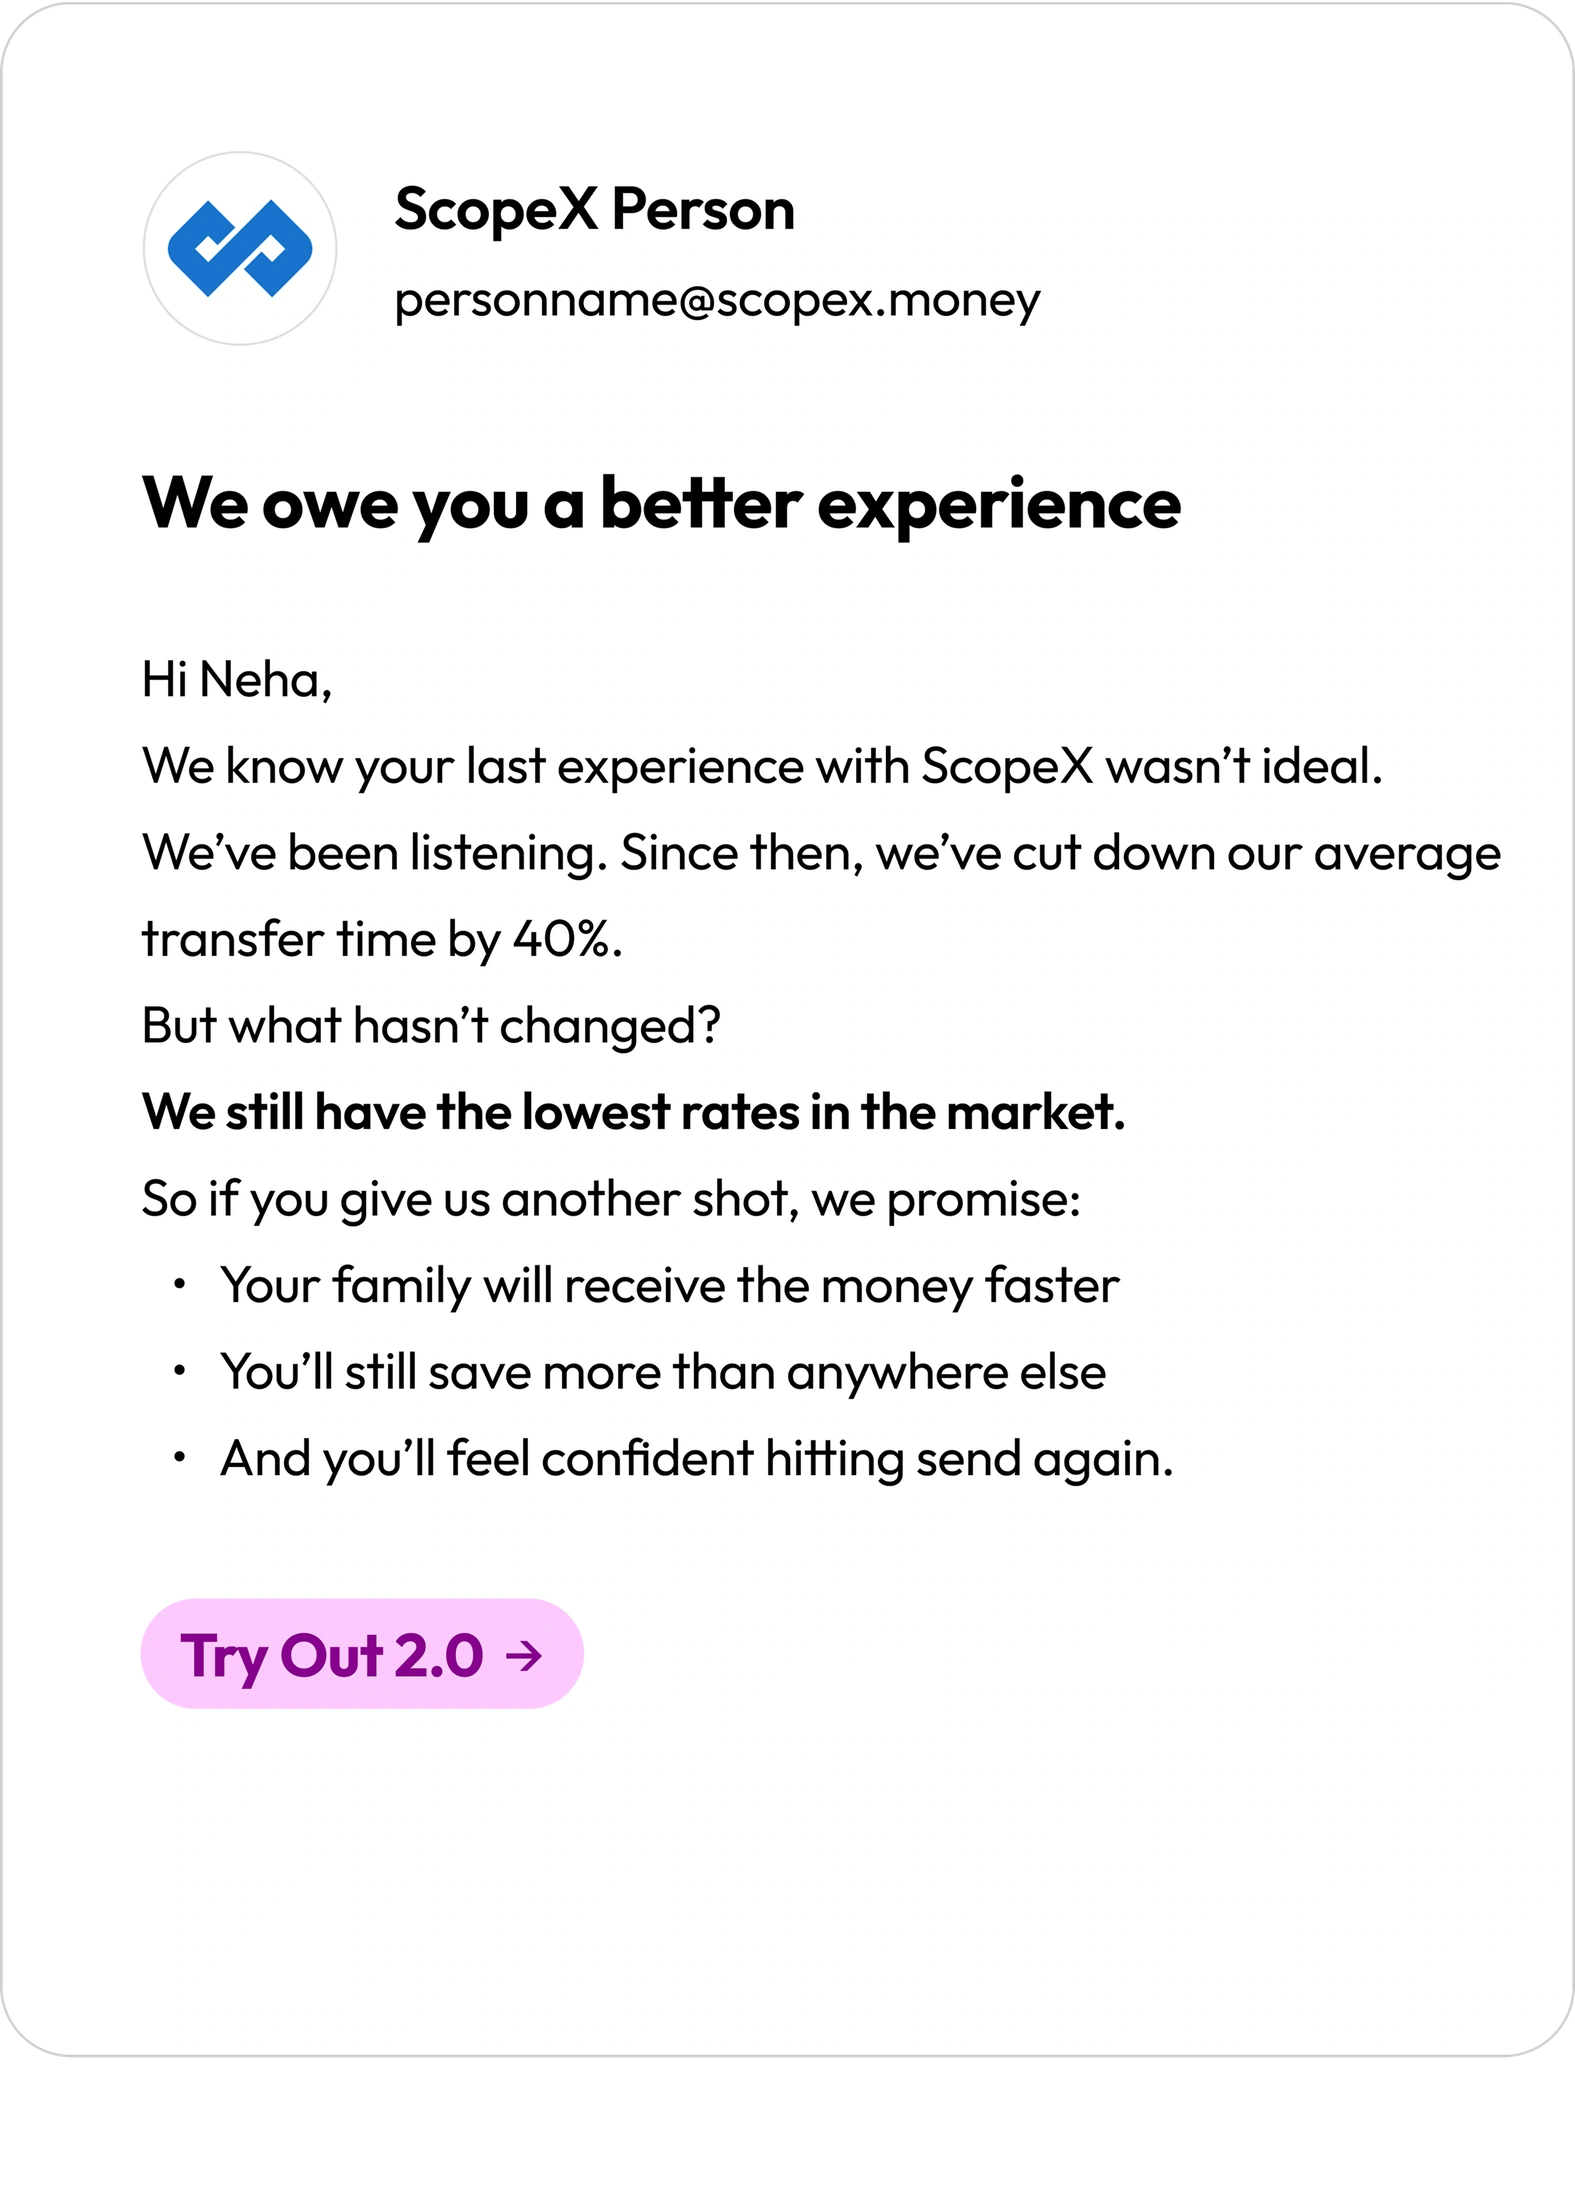 ScopeX Person
personname@scopex.money
We owe you a better experience
Hi Neha,
We know your last experience with ScopeX wasn’t ideal.
We’ve been listening. Since then, we’ve cut down our average
transfer time by 40%.
But what hasn’t changed?
We still have the lowest rates in the market.
So if you give us another shot, we promise:
• Your family will receive the money faster
• You’ll still save more than anywhere else
• And you’ll feel confident hitting send again.
Try Out 2.0 →